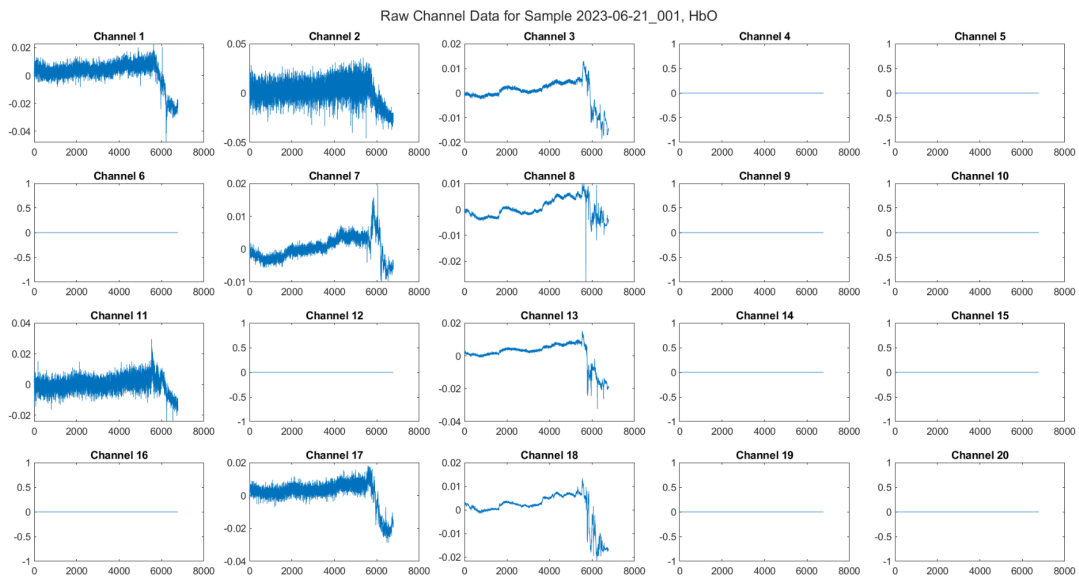 Raw Channel Data for Sample 2023-06-21_001, HbO
Channel 1 Channel 2 Channel 3 Channel 4 Channel 5
0.02 0.05 0.02 1 1
0.01 0.5 0.5
0 0 0 0 0
-0.02 -0.01 -0.5 -0.5
-0.04 -0.05 -0.02 -1 -1
0 2000 4000 6000 8000 0 2000 4000 6000 8000 0 2000 4000 6000 8000 0 2000 4000 6000 8000 0 2000 4000 6000 8000
Channel 6 Channel 7 Channel 8 Channel 9 Channel 10
1 0.02 0.01 1 1
0.5 0.01 0 0.5 0.5
0 0 -0.01 0 0
-0.5 -0.02 -0.5 -0.5
-1 -0.01 -0.03 -1 -1
0 2000 4000 6000 8000 0 2000 4000 6000 8000 0 2000 4000 6000 8000 0 2000 4000 6000 8000 0 2000 4000 6000 8000
Channel 11 Channel 12 Channel 13 Channel 14 Channel 15
0.04 1 0.02 1 1
0.02 0.5 0 0.5 0.5
0 0 0 0
-0.5 -0.02 -0.5 -0.5
-0.02 -1 -0.04 -1 -1
0 2000 4000 6000 8000 0 2000 4000 6000 8000 0 2000 4000 6000 8000 0 2000 4000 6000 8000 0 2000 4000 6000 8000
Channel 16 Channel 17 Channel 18 Channel 19 Channel 20
1 0.02 0.02 1 1
0.5 0 0.01 0.5 0.5
0 0 0 0
-0.5 -0.02 -0.01 -0.5 -0.5
-1 -0.04 -0.02 -1 -1
0 2000 4000 6000 8000 0 2000 4000 6000 8000 0 2000 4000 6000 8000 0 2000 4000 6000 8000 0 2000 4000 6000 8000